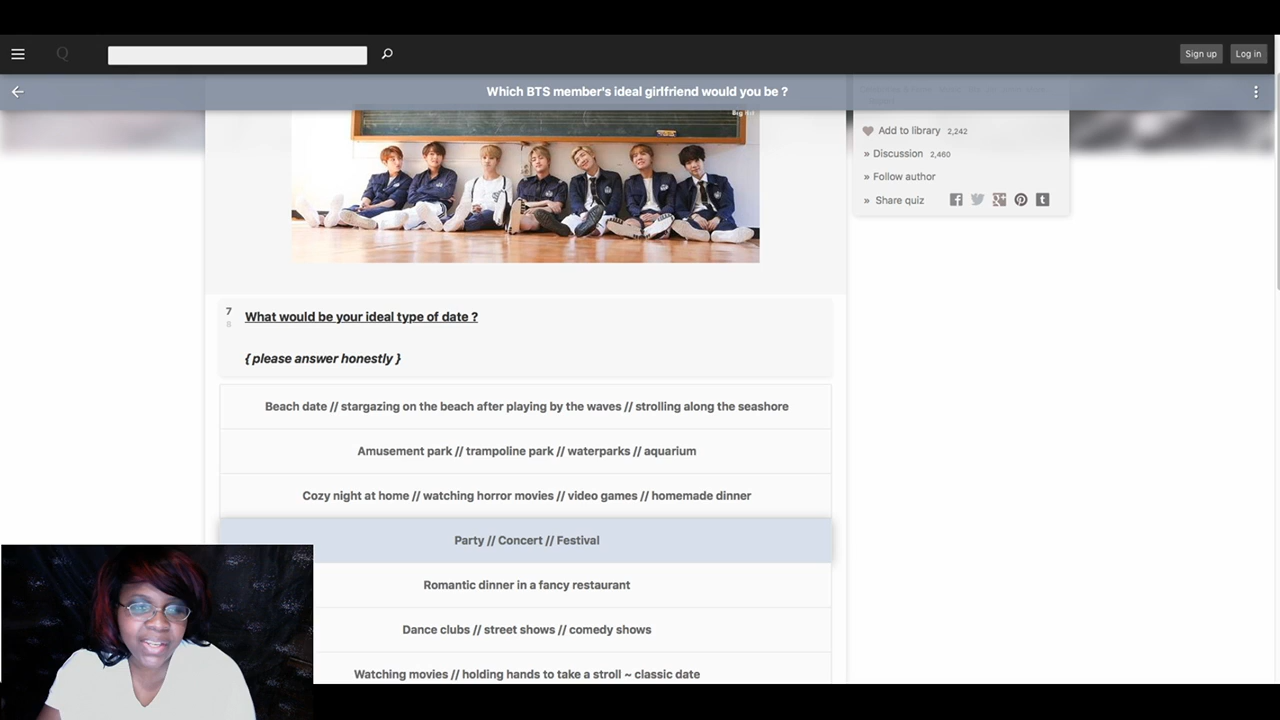 Q
Sign up
Log in
Which BTS member's ideal girlfriend would you be ?
Big Hit
Add to library 2,242
» Discussion 2,460
» Follow author
» Share quiz
7
8
What would be your ideal type of date ?
{ please answer honestly }
Beach date // stargazing on the beach after playing by the waves // strolling along the seashore
Amusement park // trampoline park // waterparks // aquarium
Cozy night at home // watching horror movies // video games // homemade dinner
Party // Concert // Festival
Romantic dinner in a fancy restaurant
Dance clubs // street shows // comedy shows
Watching movies // holding hands to take a stroll ~ classic date